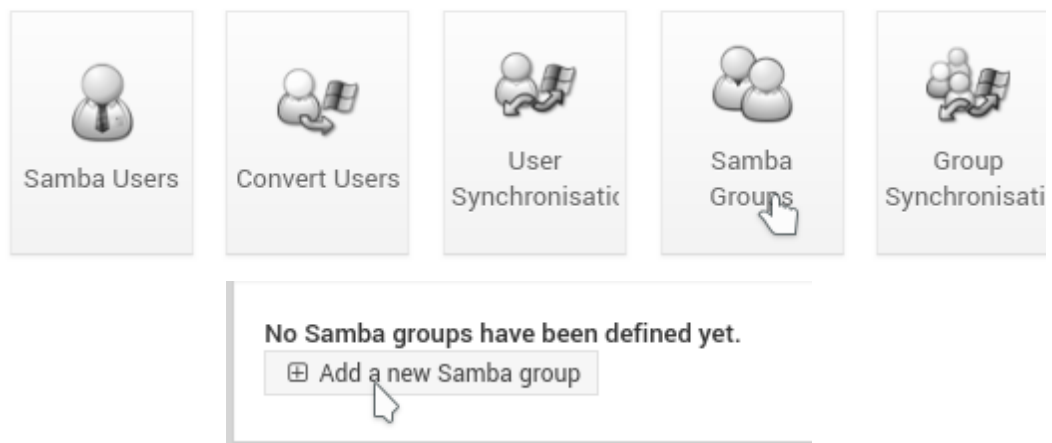 Samba Users
Convert Users
User
Synchronisatic
Samba
Groups
Group
Synchronisati
No Samba groups have been defined yet.
Add a new Samba group